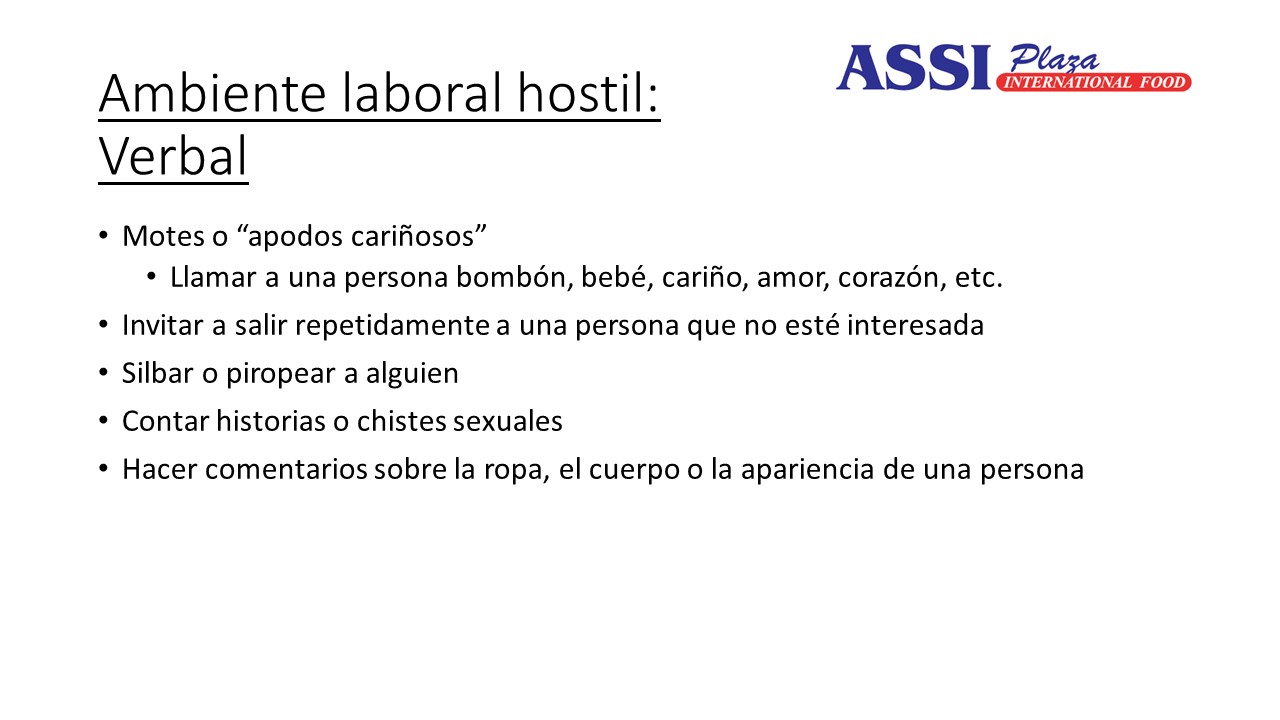 ASSI Plaza
INTERNATIONAL FOOD
Ambiente laboral hostil:
Verbal
• Motes o “apodos cariñosos”
• Llamar a una persona bombón, bebé, cariño, amor, corazón, etc.
• Invitar a salir repetidamente a una persona que no esté interesada
• Silbar o piropear a alguien
• Contar historias o chistes sexuales
• Hacer comentarios sobre la ropa, el cuerpo o la apariencia de una persona